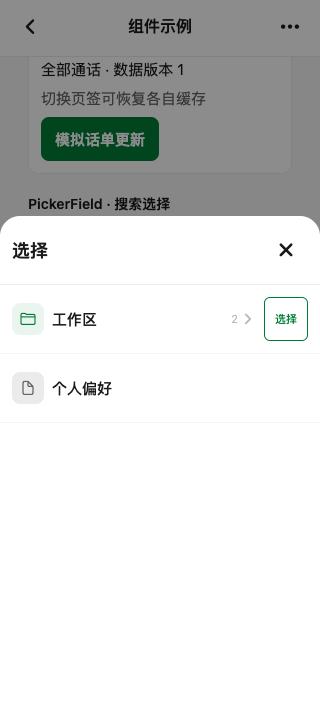 组件示例
全部通话 · 数据版本 1
切换页签可恢复各自缓存
模拟话单更新
PickerField · 搜索选择
选择
工作区
2
选择
个人偏好